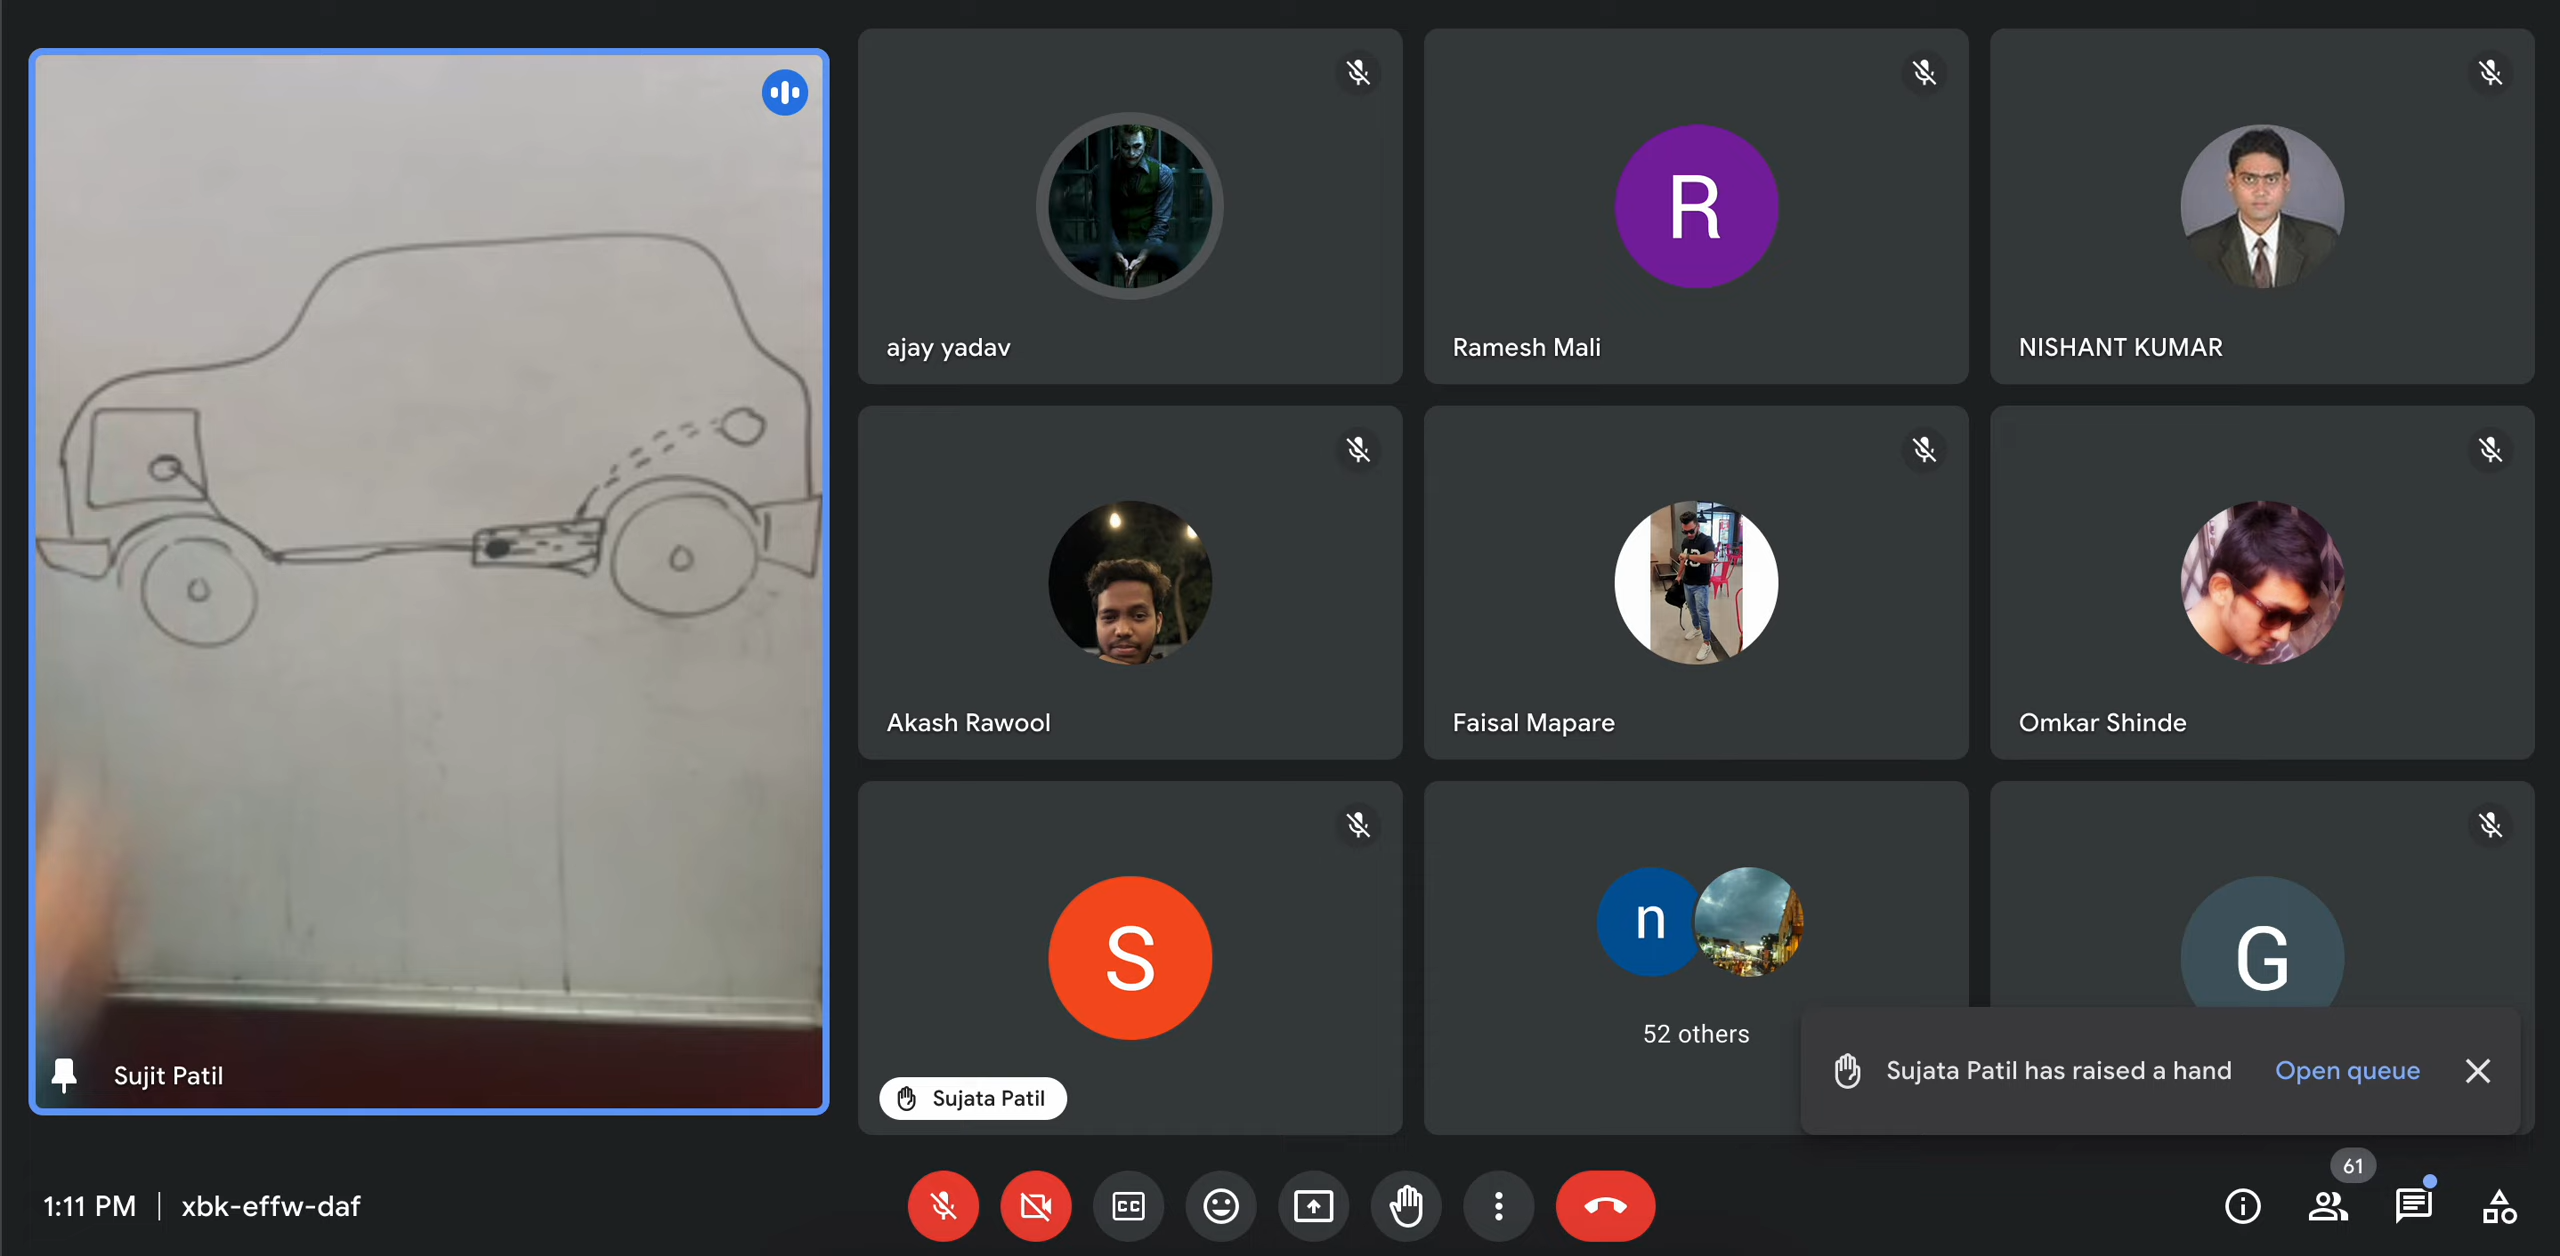 ajay yadav
R
Ramesh Mali
NISHANT KUMAR
Akash Rawool
Faisal Mapare
Omkar Shinde
Sujit Patil
S
Sujata Patil
n
52 others
G
Sujata Patil has raised a hand Open queue
1:11 PM | xbk-effw-daf
CC
61